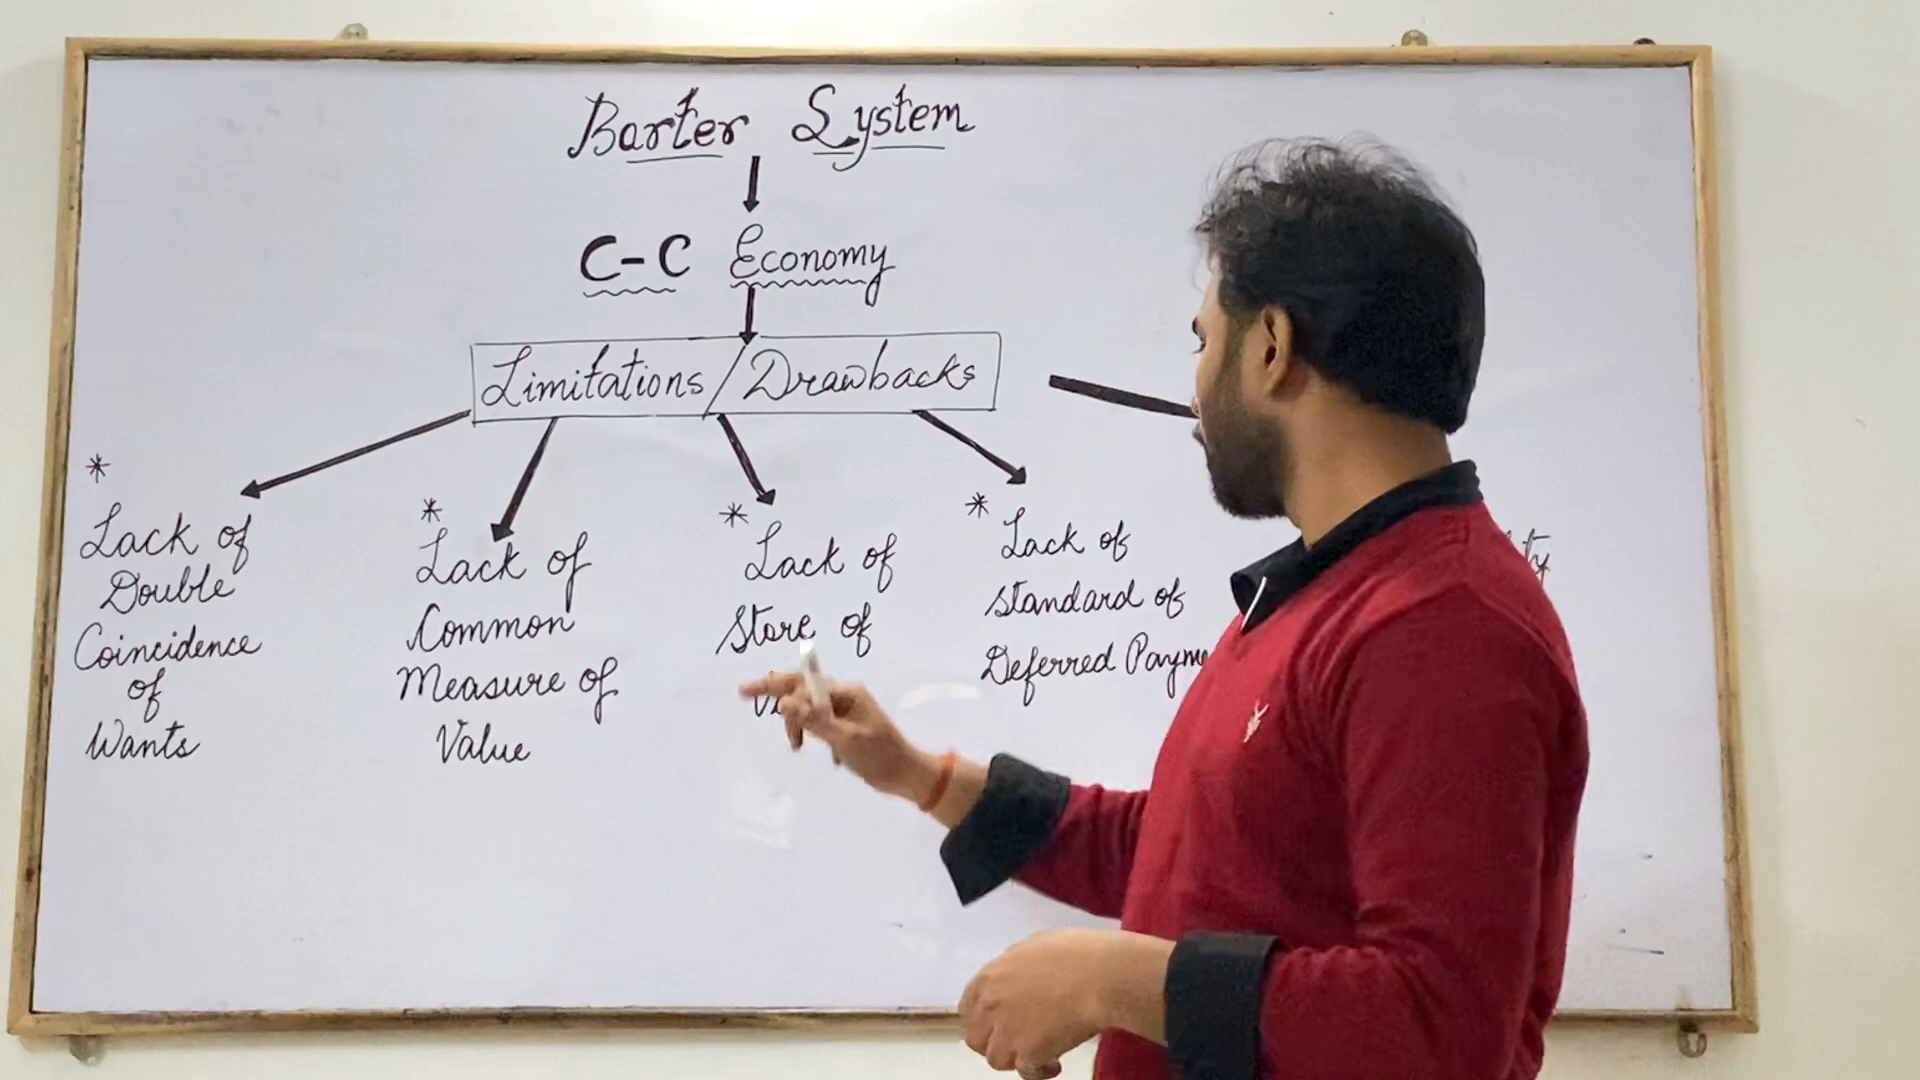 Barter System
C-C Economy
Limitations / Drawbacks
*
Lack of
Double
Coincidence
of
Wants
*
Lack of
Common
Measure of
Value
*
Lack of
Store of
*
Lack of
Standard of
Deferred